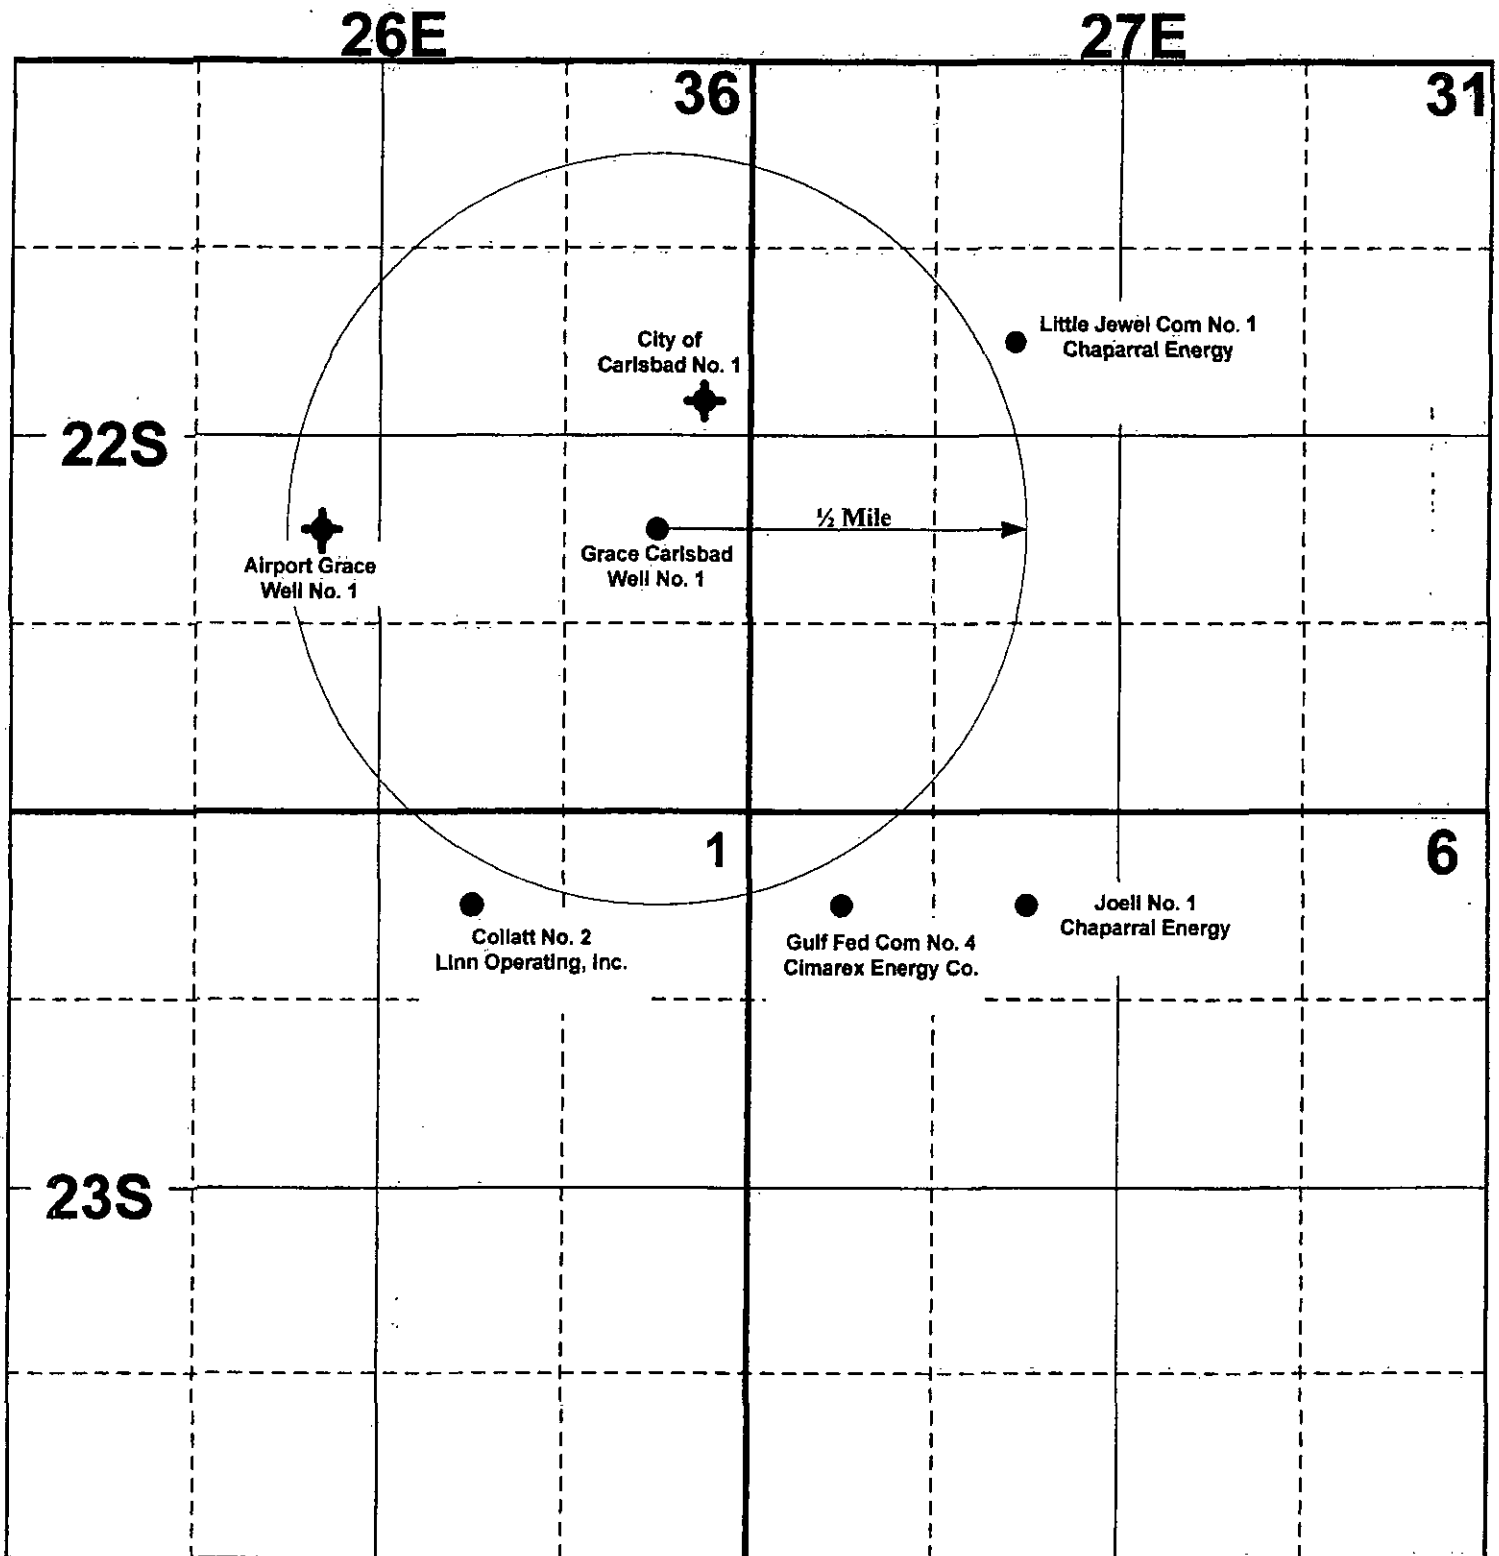 26E
27E
36
31
City of
Carlsbad No. 1
Little Jewel Com No. 1
Chaparral Energy
22S
½ Mile
Airport Grace
Well No. 1
Grace Carlsbad
Well No. 1
1
6
Collatt No. 2
Linn Operating, Inc.
Gulf Fed Com No. 4
Cimarex Energy Co.
Joell No. 1
Chaparral Energy
23S